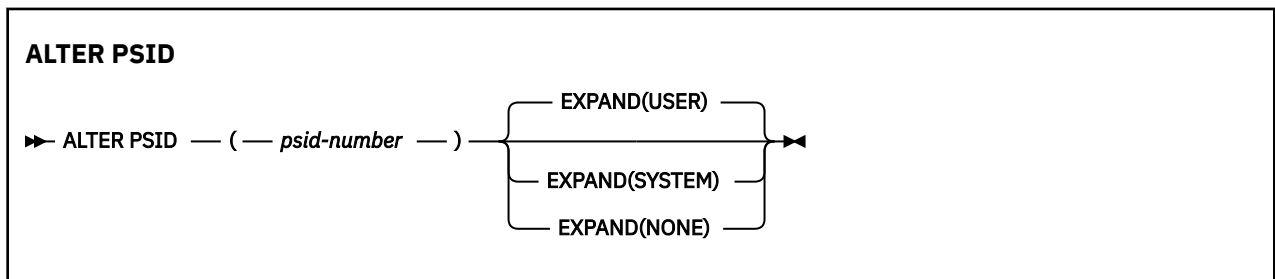 ALTER PSID
EXPAND(USER)
ALTER PSID ( psid-number )
EXPAND(SYSTEM)
EXPAND(NONE)